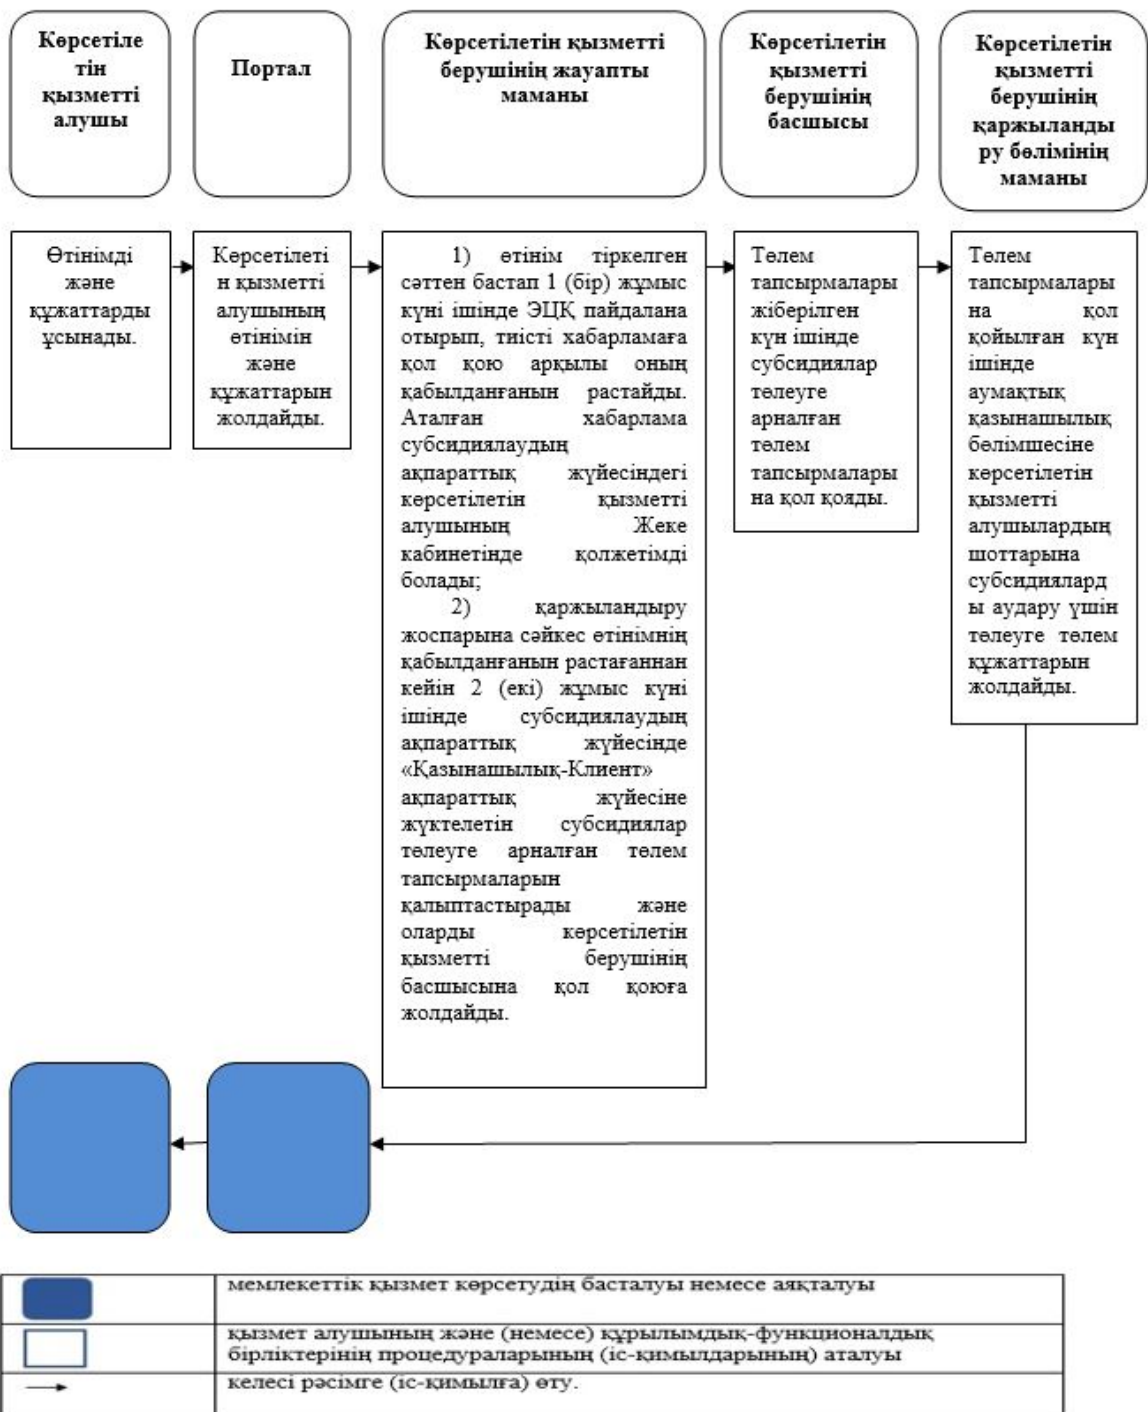 Көрсетіле
тін
қызметті
алушы
Портал
Көрсетілетін қызметті
берушінің жауапты
маманы
Көрсетілетін
қызметті
берушінің
басшысы
Көрсетілетін
қызметті
берушінің
қаржыланды
ру бөлімінің
маманы
Өтінімді
және
құжаттарды
ұсынады.
Көрсетілеті
н қызметті
алушының
өтінімін
және
құжаттарын
жолдайды.
1) өтінім тіркелген
сәттен бастап 1 (бір) жұмыс
күні ішінде ЭЦҚ пайдалана
отырып, тиісті хабарламаға
қол қою арқылы оның
қабылданғанын растайды.
Аталған хабарлама
субсидиялаудың
ақпараттық жүйесіндегі
көрсетілетін қызметті
алушының Жеке
кабинетінде қолжетімді
болады;
2) қаржыландыру
жоспарына сәйкес өтінімнің
қабылданғанын растағаннан
кейін 2 (екі) жұмыс күні
ішінде субсидиялаудың
ақпараттық жүйесінде
«Қазынашылық-Клиент»
ақпараттық жүйесіне
жүктелетін субсидиялар
төлеуге арналған төлем
тапсырмаларын
қалыптастырады және
оларды көрсетілетін
қызметті берушінің
басшысына қол қоюға
жолдайды.
Төлем
тапсырмалары
жіберілген
күн ішінде
субсидиялар
төлеуге
арналған
төлем
тапсырмалары
на қол қояды.
Төлем
тапсырмалары
на қол
қойылған күн
ішінде
аумақтық
қазынашылық
бөлімшесіне
көрсетілетін
қызметті
алушылардың
шоттарына
субсидиялард
ы аудару үшін
төлеуге төлем
құжаттарын
жолдайды.
мемлекеттік қызмет көрсетудің басталуы немесе аяқталуы
қызмет алушының және (немесе) құрылымдық-функционалдық
бірліктерінің процедураларының (іс-қимылдарының) аталуы
келесі рәсімге (іс-қимылға) өту.